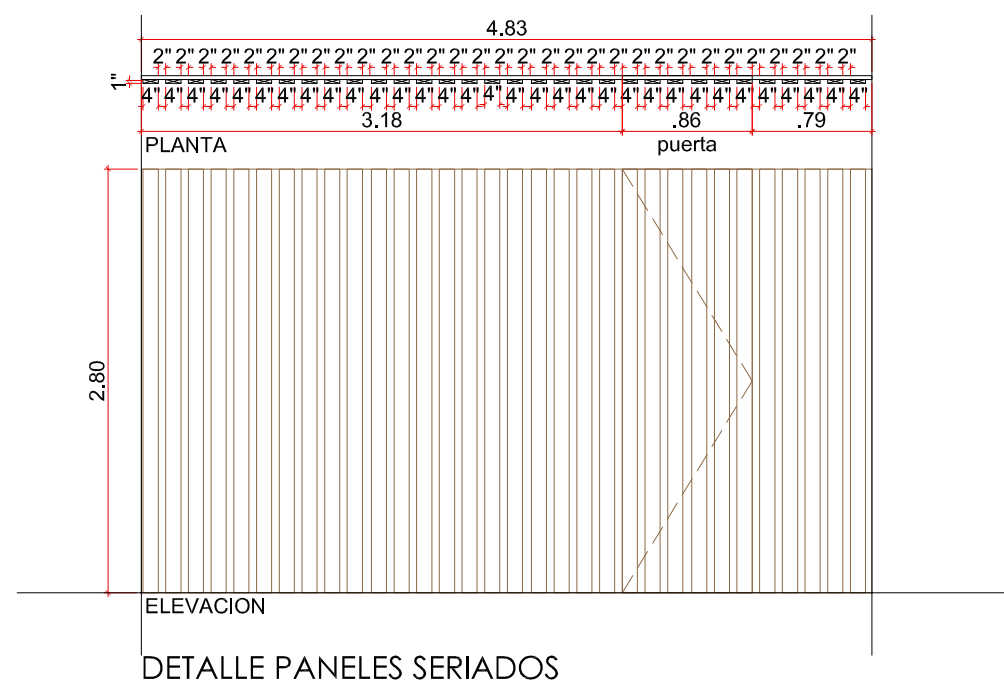 4.83
2" 2" 2" 2" 2" 2" 2" 2" 2" 2" 2" 2" 2" 2" 2" 2" 2" 2" 2" 2" 2" 2" 2" 2" 2" 2" 2" 2" 2" 2" 2"
1"
4" 4" 4" 4" 4" 4" 4" 4" 4" 4" 4" 4" 4" 4" 4" 4" 4" 4" 4" 4" 4" 4" 4" 4" 4" 4" 4" 4" 4" 4" 4" 4"
3.18 .86 .79
PLANTA puerta
2.80
ELEVACION
DETALLE PANELES SERIADOS